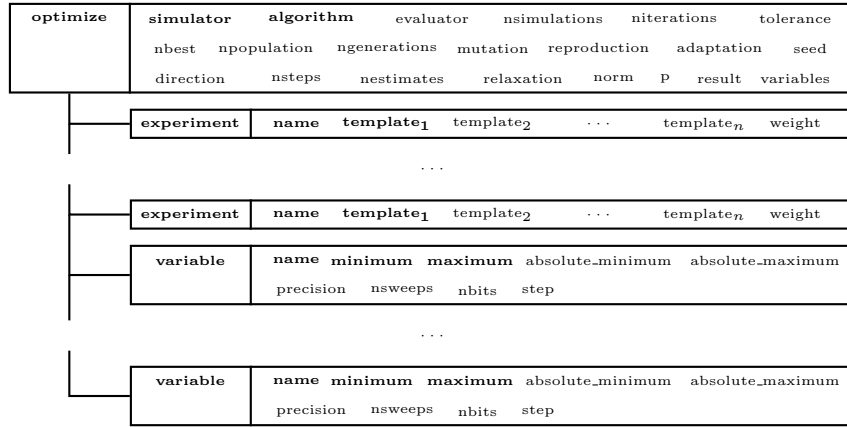 optimize simulator algorithm evaluator nsimulations niterations tolerance
nbest npopulation ngenerations mutation reproduction adaptation seed
direction nsteps nestimates relaxation norm p result variables
experiment name template₁ template₂ ... templateₙ weight
...
experiment name template₁ template₂ ... templateₙ weight
variable name minimum maximum absolute_minimum absolute_maximum
precision nsweeps nbits step
...
variable name minimum maximum absolute_minimum absolute_maximum
precision nsweeps nbits step